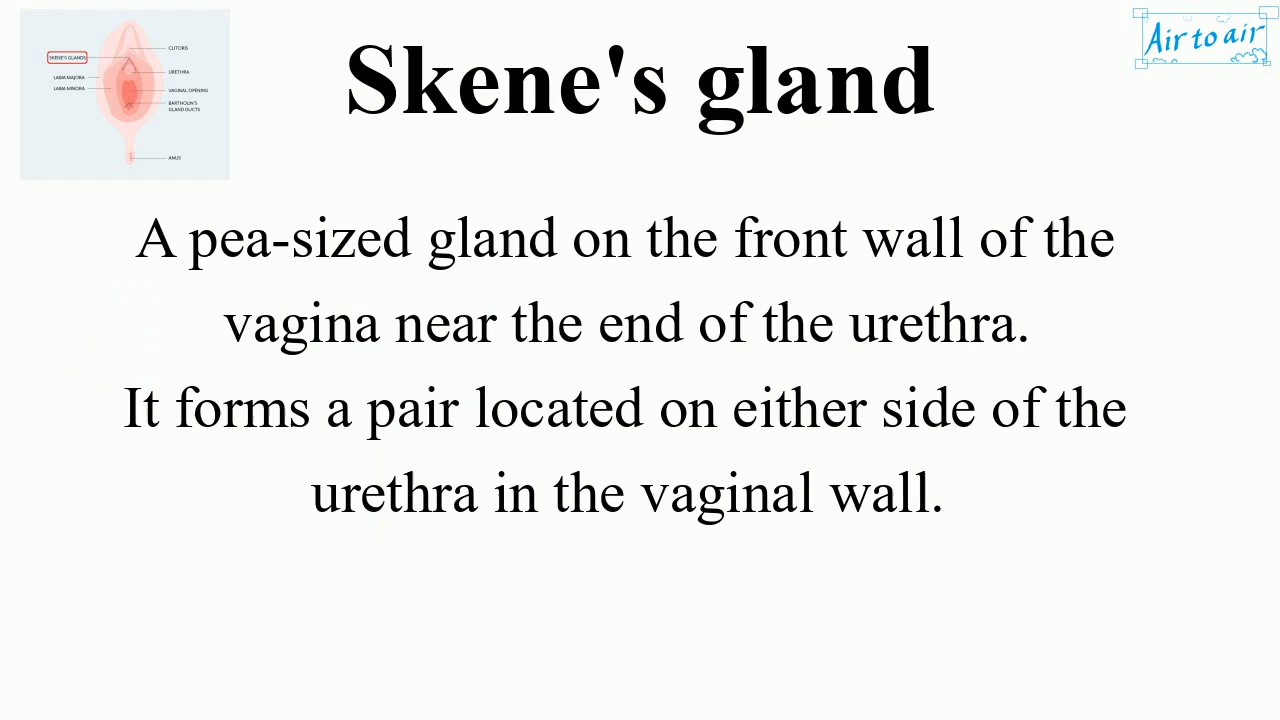 Skene's gland
Air to air
CLITORIS
SKENE'S GLANDS
URETHRA
LABIA MAJORA
LABIA MINORA
VAGINAL OPENING
BARTHOLIN'S
GLAND DUCTS
ANUS
A pea-sized gland on the front wall of the
vagina near the end of the urethra.
It forms a pair located on either side of the
urethra in the vaginal wall.